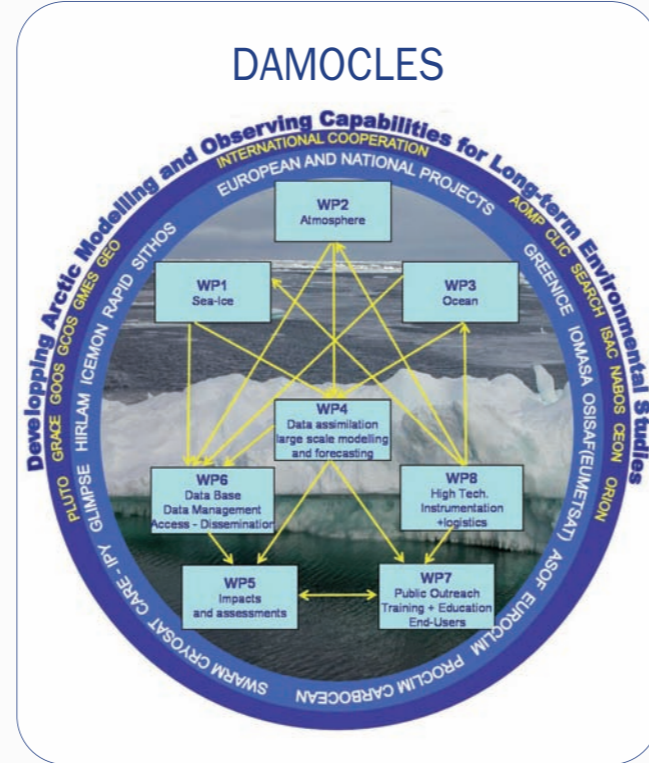 DAMOCLES
Developping Arctic Modelling and Observing Capabilities for Long-term Environmental Studies
INTERNATIONAL COOPERATION
AOMP CLIC SEARCH ISAC NABOS CEON ORION
PLUTO GRACE GOOS GCOS GMES GEO
EUROPEAN AND NATIONAL PROJECTS
GREENICE IOMASA OSISAF(EUMETSAT) ASOF EUROCLIM PROCLIM CARBOCEAN
SWARM CRYOSAT CARE - IPY GLIMPSE HIRLAM ICEMON RAPID SITHOS
WP2
Atmosphere
WP1
Sea-Ice
WP3
Ocean
WP4
Data assimilation
large scale modelling
and forecasting
WP6
Data Base
Data Management
Access - Dissemination
WP8
High Tech.
Instrumentation
+logistics
WP5
Impacts
and assessments
WP7
Public Outreach
Training + Education
End-Users